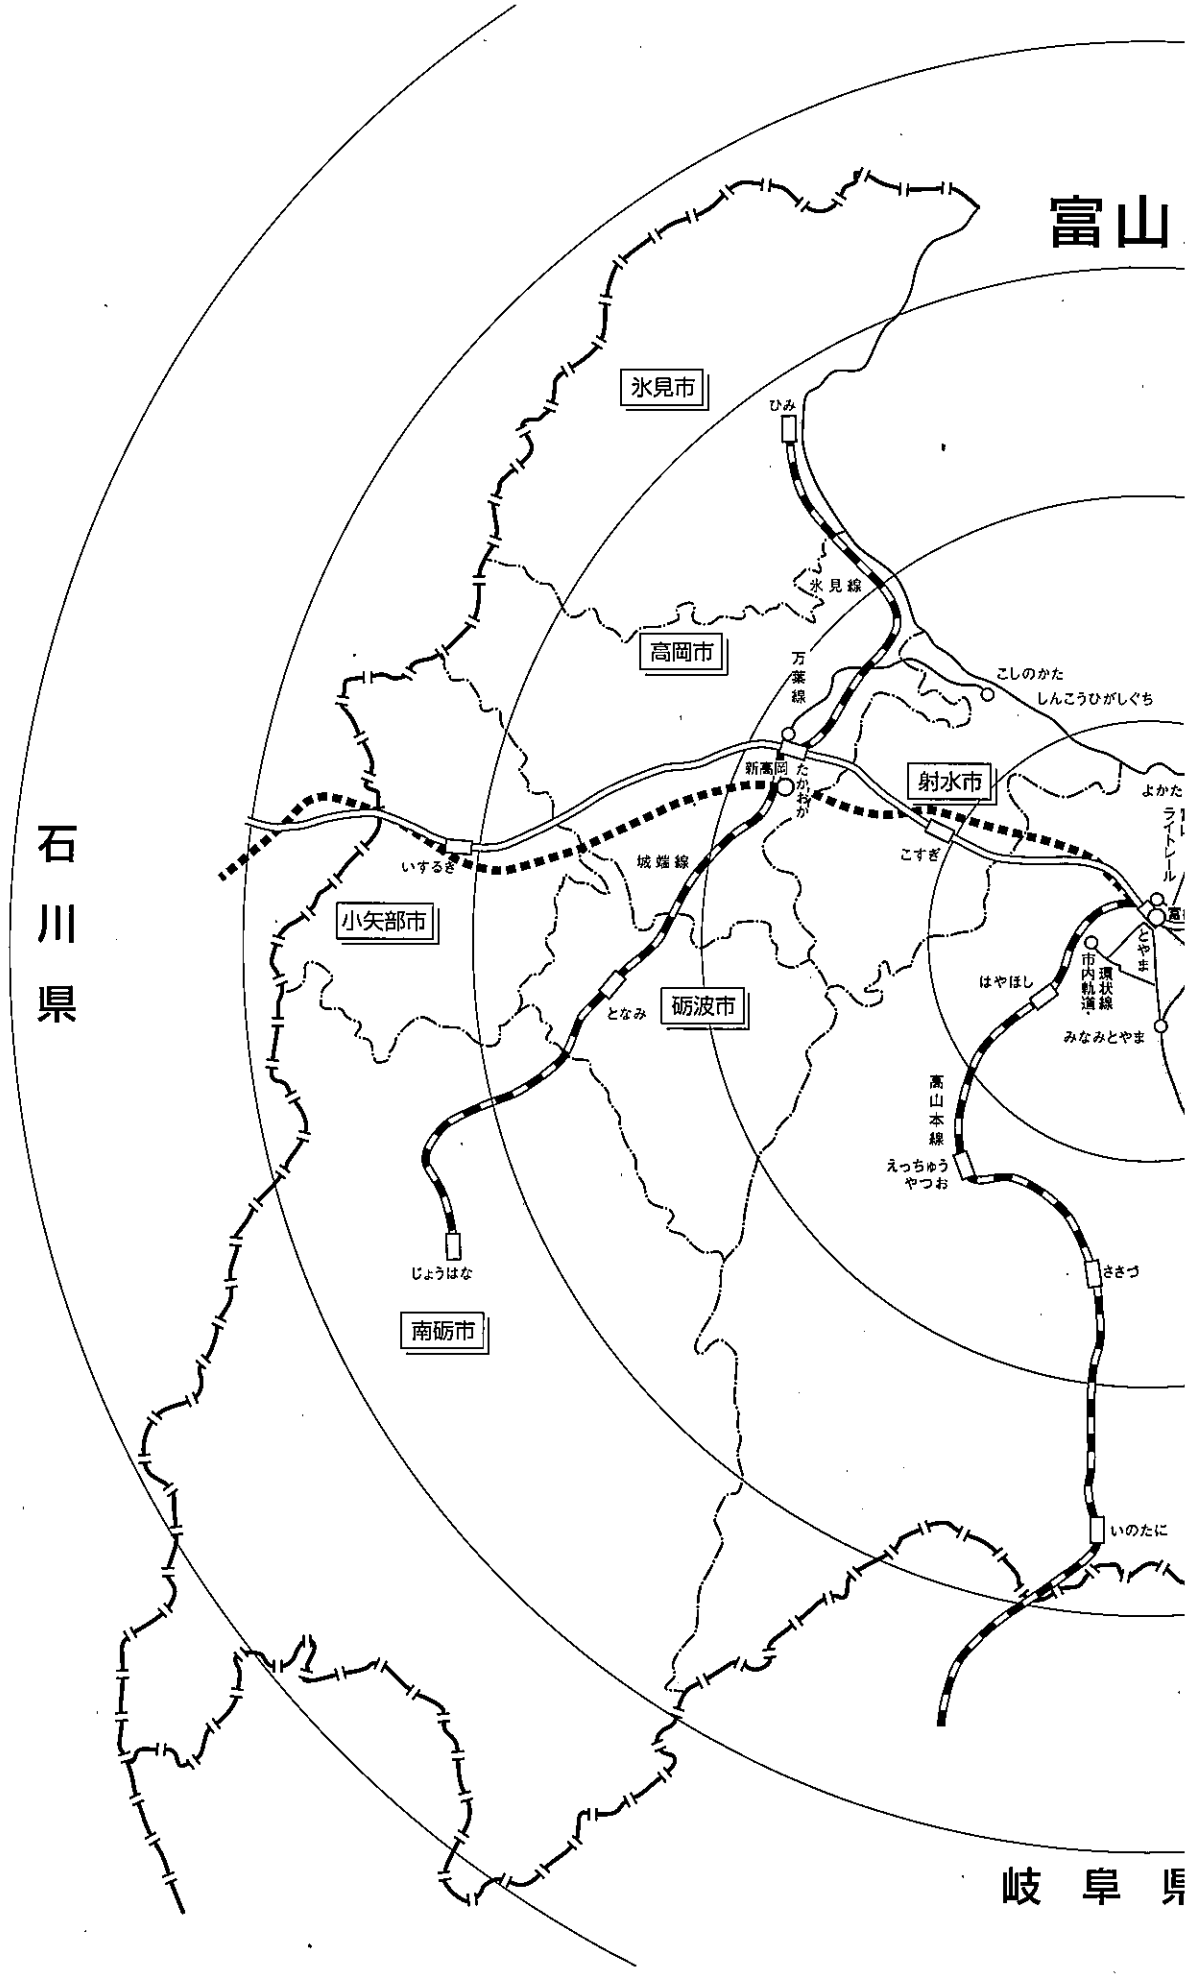 富山
氷見市
ひみ
氷見線
高岡市
万葉線
こしのかた
しんこうひがしぐち
新高岡
たかおか
射水市
よかた
ライトレール
石川県
いするぎ
城端線
こすぎ
小矢部市
とやま
はやほし
市内軌道・
環状線
となみ
砺波市
みなみとやま
高山本線
えっちゅう
やつお
じょうはな
ささづ
南砺市
いのたに
岐阜県